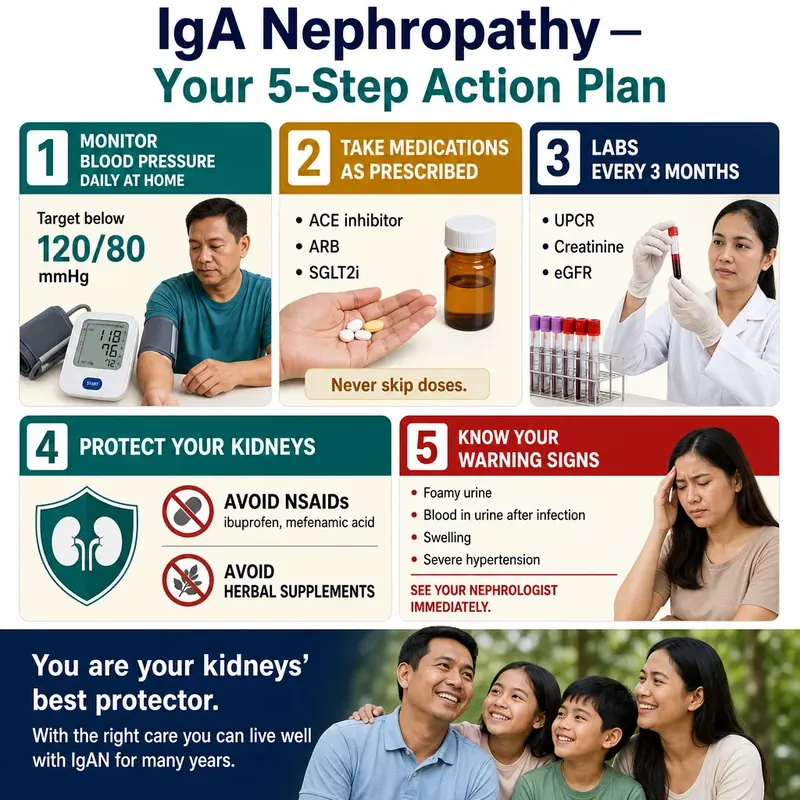 IgA Nephropathy –
Your 5-Step Action Plan
1
MONITOR
BLOOD PRESSURE
DAILY AT HOME
Target below
120/80
mmHg
118
76
72
START
2
TAKE MEDICATIONS
AS PRESCRIBED
• ACE inhibitor
• ARB
• SGLT2i
Never skip doses.
3
LABS
EVERY 3 MONTHS
• UPCR
• Creatinine
• eGFR
4
PROTECT YOUR KIDNEYS
AVOID NSAIDs
ibuprofen, mefenamic acid
AVOID
HERBAL SUPPLEMENTS
5
KNOW YOUR
WARNING SIGNS
• Foamy urine
• Blood in urine after infection
• Swelling
• Severe hypertension
SEE YOUR NEPHROLOGIST
IMMEDIATELY.
You are your kidneys'
best protector.
With the right care you can live well
with IgAN for many years.